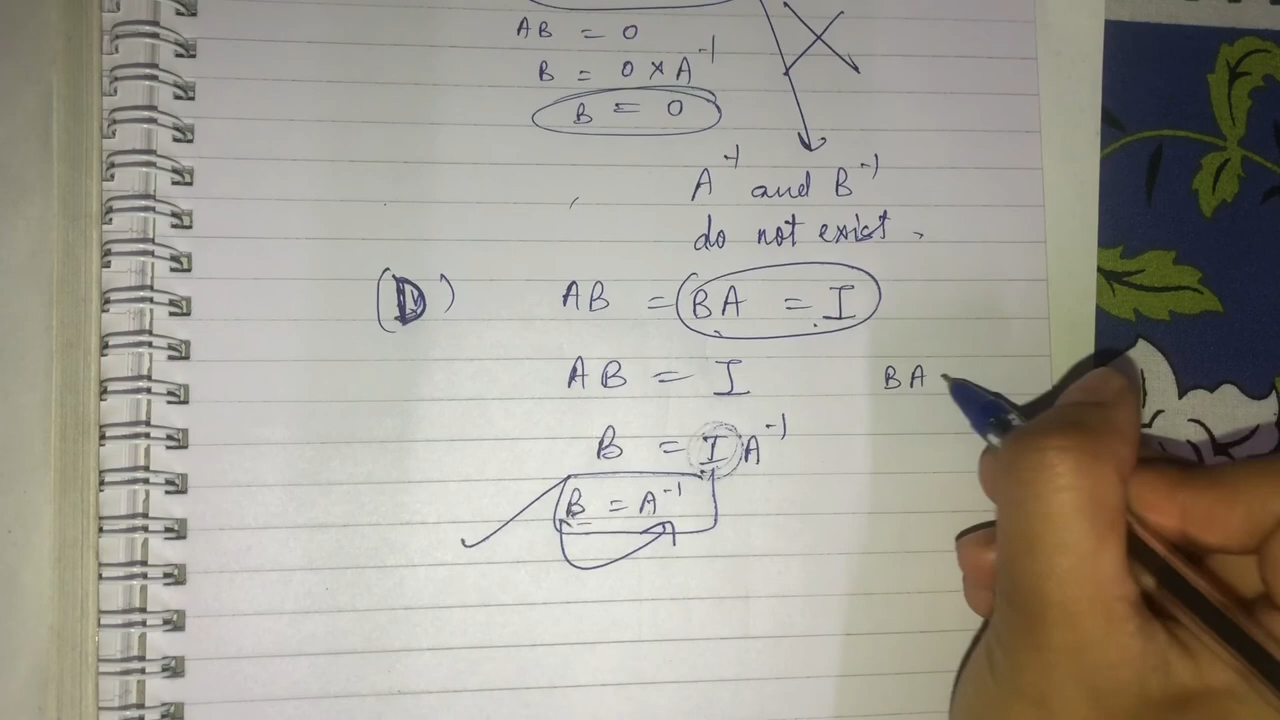 AB = 0
B = 0 × A⁻¹
B = 0
A⁻¹ and B⁻¹
do not exist.
(D) AB = BA = I
AB = I BA
B = I A⁻¹
B = A⁻¹